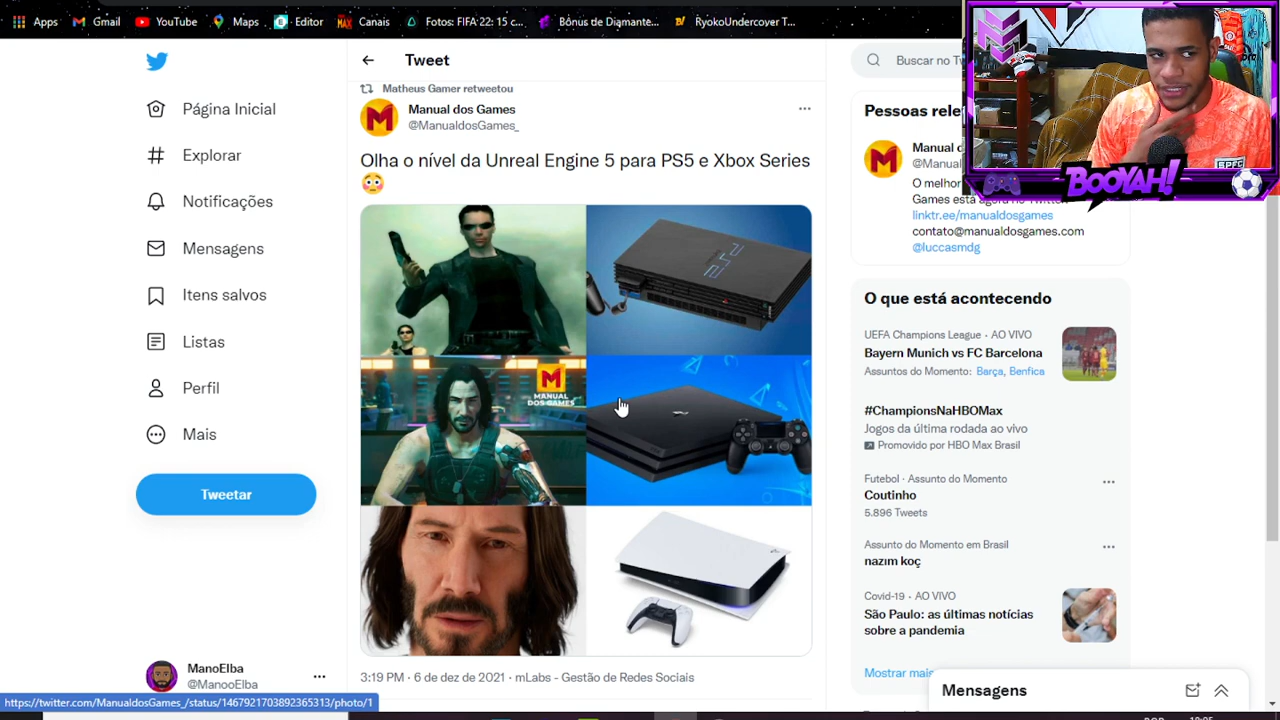 Apps
Gmail
YouTube
Maps
Editor
Canais
Fotos: FIFA 22: 15 c...
Bônus de Diamante...
RyokoUndercover T...
Página Inicial
Explorar
Notificações
Mensagens
Itens salvos
Listas
Perfil
Mais
Tweetar
ManoElba
@ManooElba
https://twitter.com/ManualdosGames_/status/1467921703892365313/photo/1
Tweet
Matheus Gamer retweetou
Manual dos Games
@ManualdosGames_
Olha o nível da Unreal Engine 5 para PS5 e Xbox Series
MANUAL
DOS GAMES
3:19 PM · 6 de dez de 2021 · mLabs - Gestão de Redes Sociais
Buscar no Tw
Pessoas rele
Manual d
@Manual
O melhor
Games está agora no Twitter
linktr.ee/manualdosgames
contato@manualdosgames.com
@luccasmdg
BOOYAH!
SPFC
O que está acontecendo
UEFA Champions League · AO VIVO
Bayern Munich vs FC Barcelona
Assuntos do Momento: Barça, Benfica
#ChampionsNaHBOMax
Jogos da última rodada ao vivo
Promovido por HBO Max Brasil
Futebol · Assunto do Momento
Coutinho
5.896 Tweets
Assunto do Momento em Brasil
nazım koç
Covid-19 · AO VIVO
São Paulo: as últimas notícias
sobre a pandemia
Mostrar mais
Mensagens